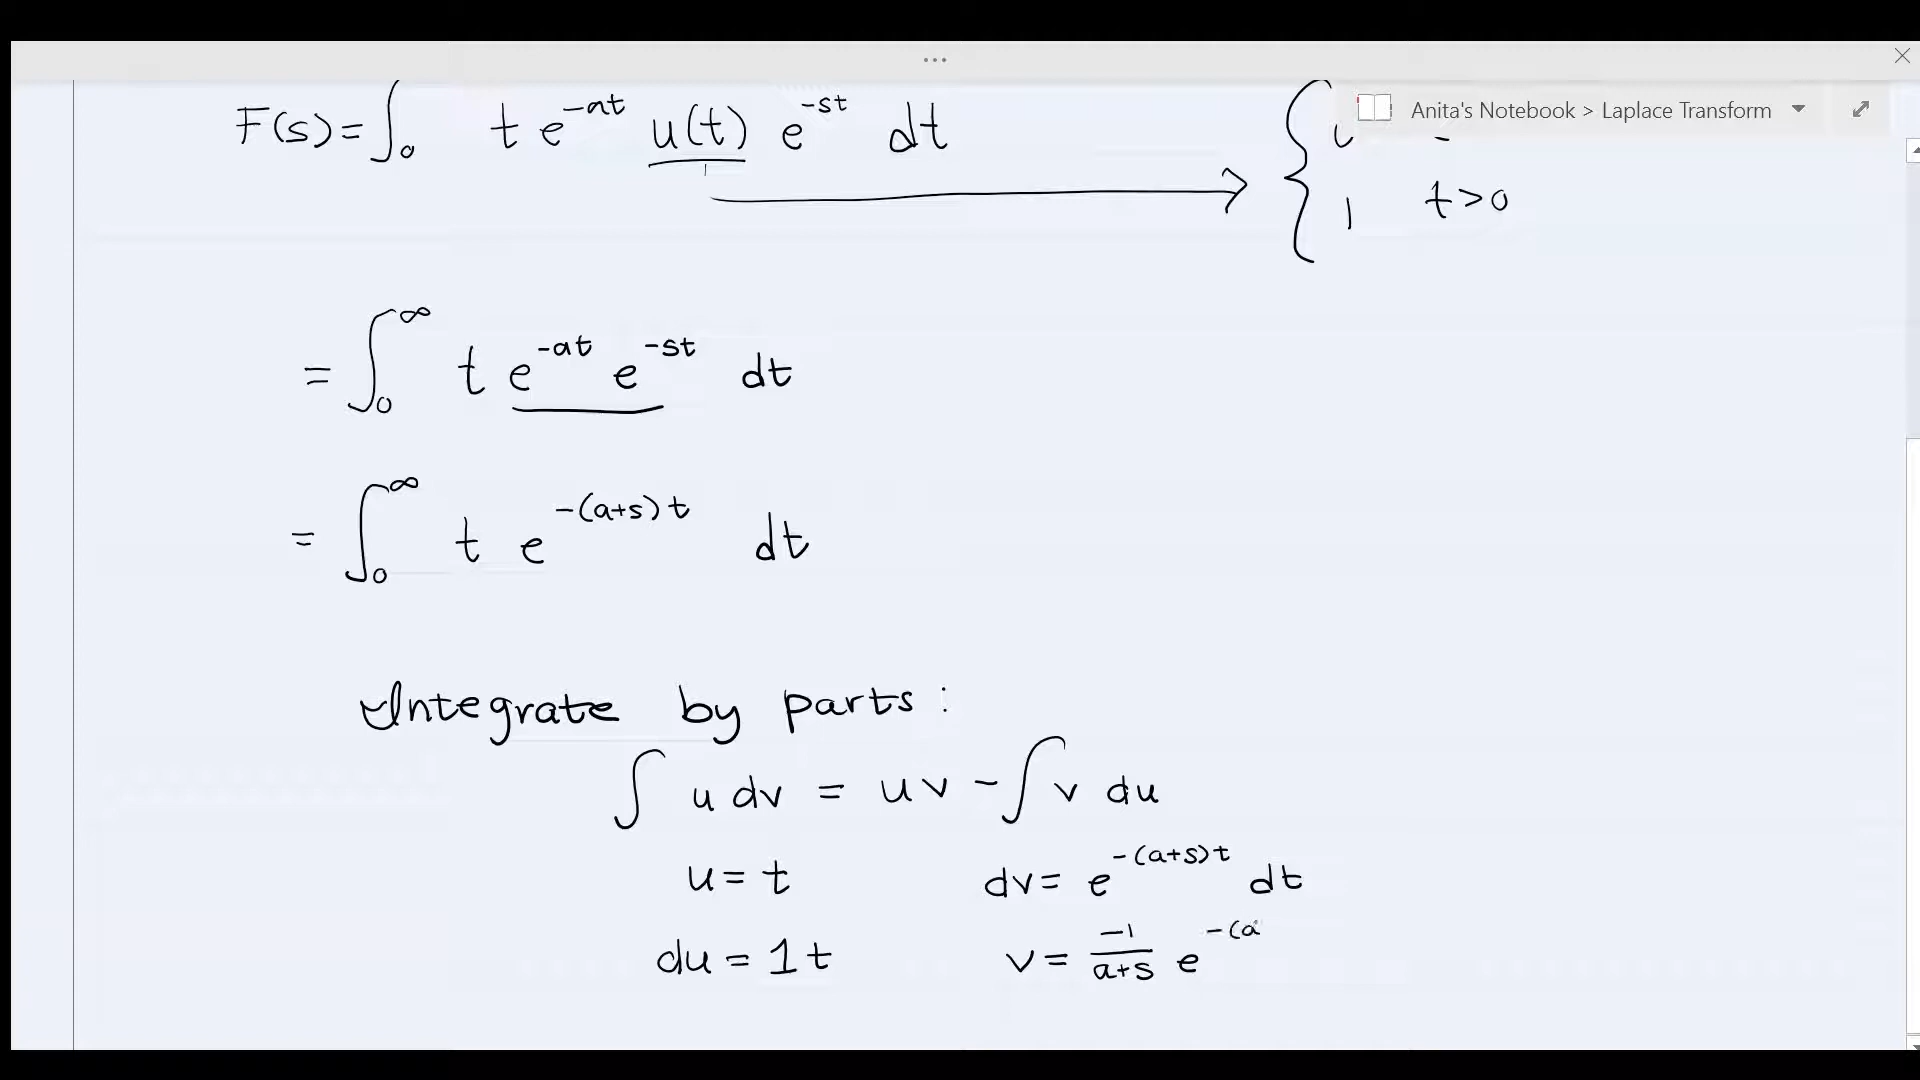 Anita's Notebook > Laplace Transform
F(s)=∫₀ t e^{-at} u(t) e^{-st} dt
1 t>0
= ∫₀^∞ t e^{-at} e^{-st} dt
= ∫₀^∞ t e^{-(a+s)t} dt
Integrate by parts:
∫ u dv = uv - ∫ v du
u = t dv = e^{-(a+s)t} dt
du = 1t v = \frac{-1}{a+s} e^{-(a}